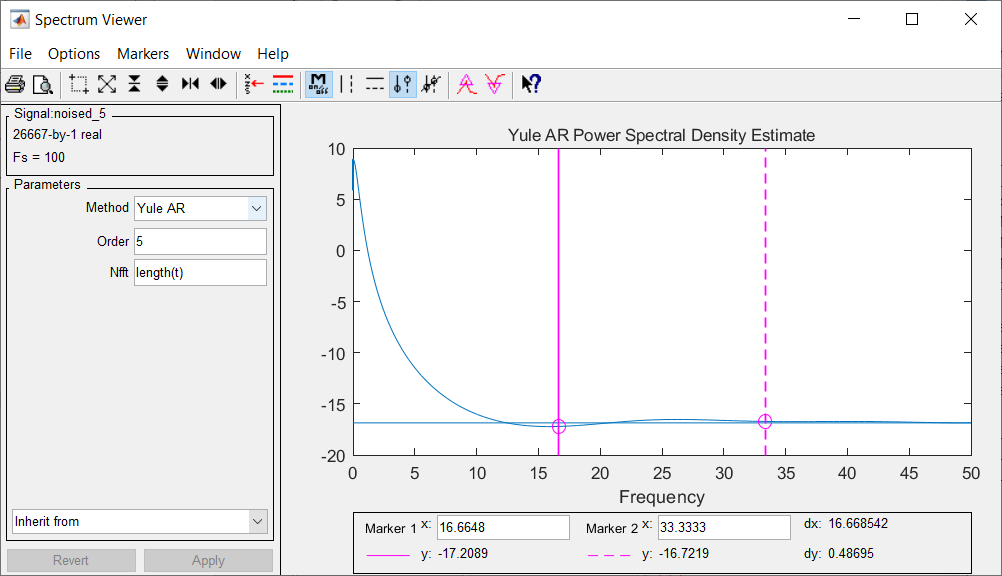 Spectrum Viewer
File Options Markers Window Help
M
on/off
Signal:noised_5
26667-by-1 real
Fs = 100
Parameters
Method Yule AR
Order 5
Nfft length(t)
Inherit from
Revert Apply
Yule AR Power Spectral Density Estimate
10
5
0
-5
-10
-15
-20
0 5 10 15 20 25 30 35 40 45 50
Frequency
Marker 1 x: 16.6648 Marker 2 x: 33.3333 dx: 16.668542
y: -17.2089 y: -16.7219 dy: 0.48695